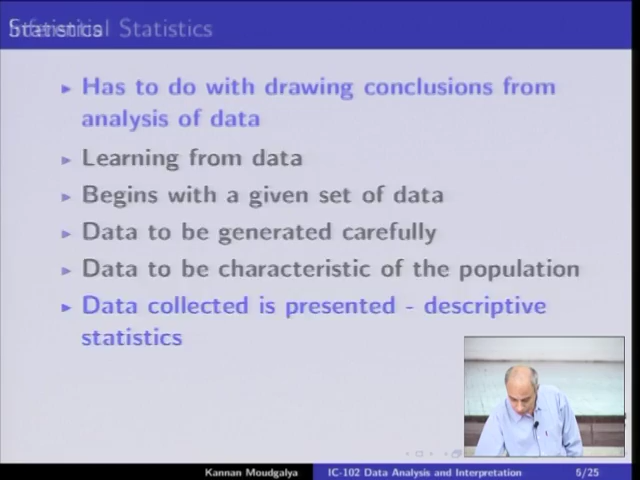 Inferential Statistics
Has to do with drawing conclusions from
analysis of data
Learning from data
Begins with a given set of data
Data to be generated carefully
Data to be characteristic of the population
Data collected is presented - descriptive
statistics
Kannan Moudgalya IC-102 Data Analysis and Interpretation 5/25